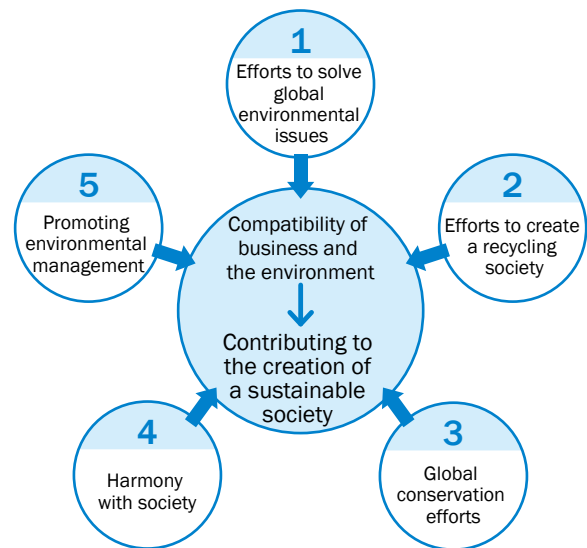 1
Efforts to solve
global
environmental
issues
2
Efforts to create
a recycling
society
3
Global
conservation
efforts
4
Harmony
with society
5
Promoting
environmental
management
Compatibility of
business and
the environment
Contributing to
the creation of
a sustainable
society